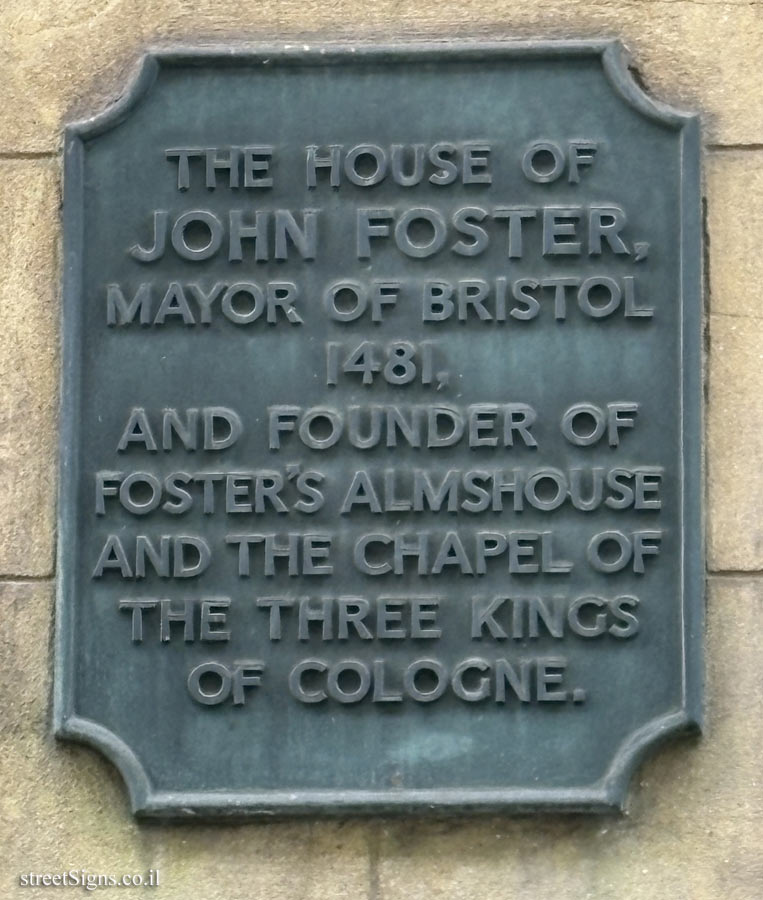 THE HOUSE OF
JOHN FOSTER,
MAYOR OF BRISTOL
1481,
AND FOUNDER OF
FOSTER'S ALMSHOUSE
AND THE CHAPEL OF
THE THREE KINGS
OF COLOGNE.
streetSigns.co.il